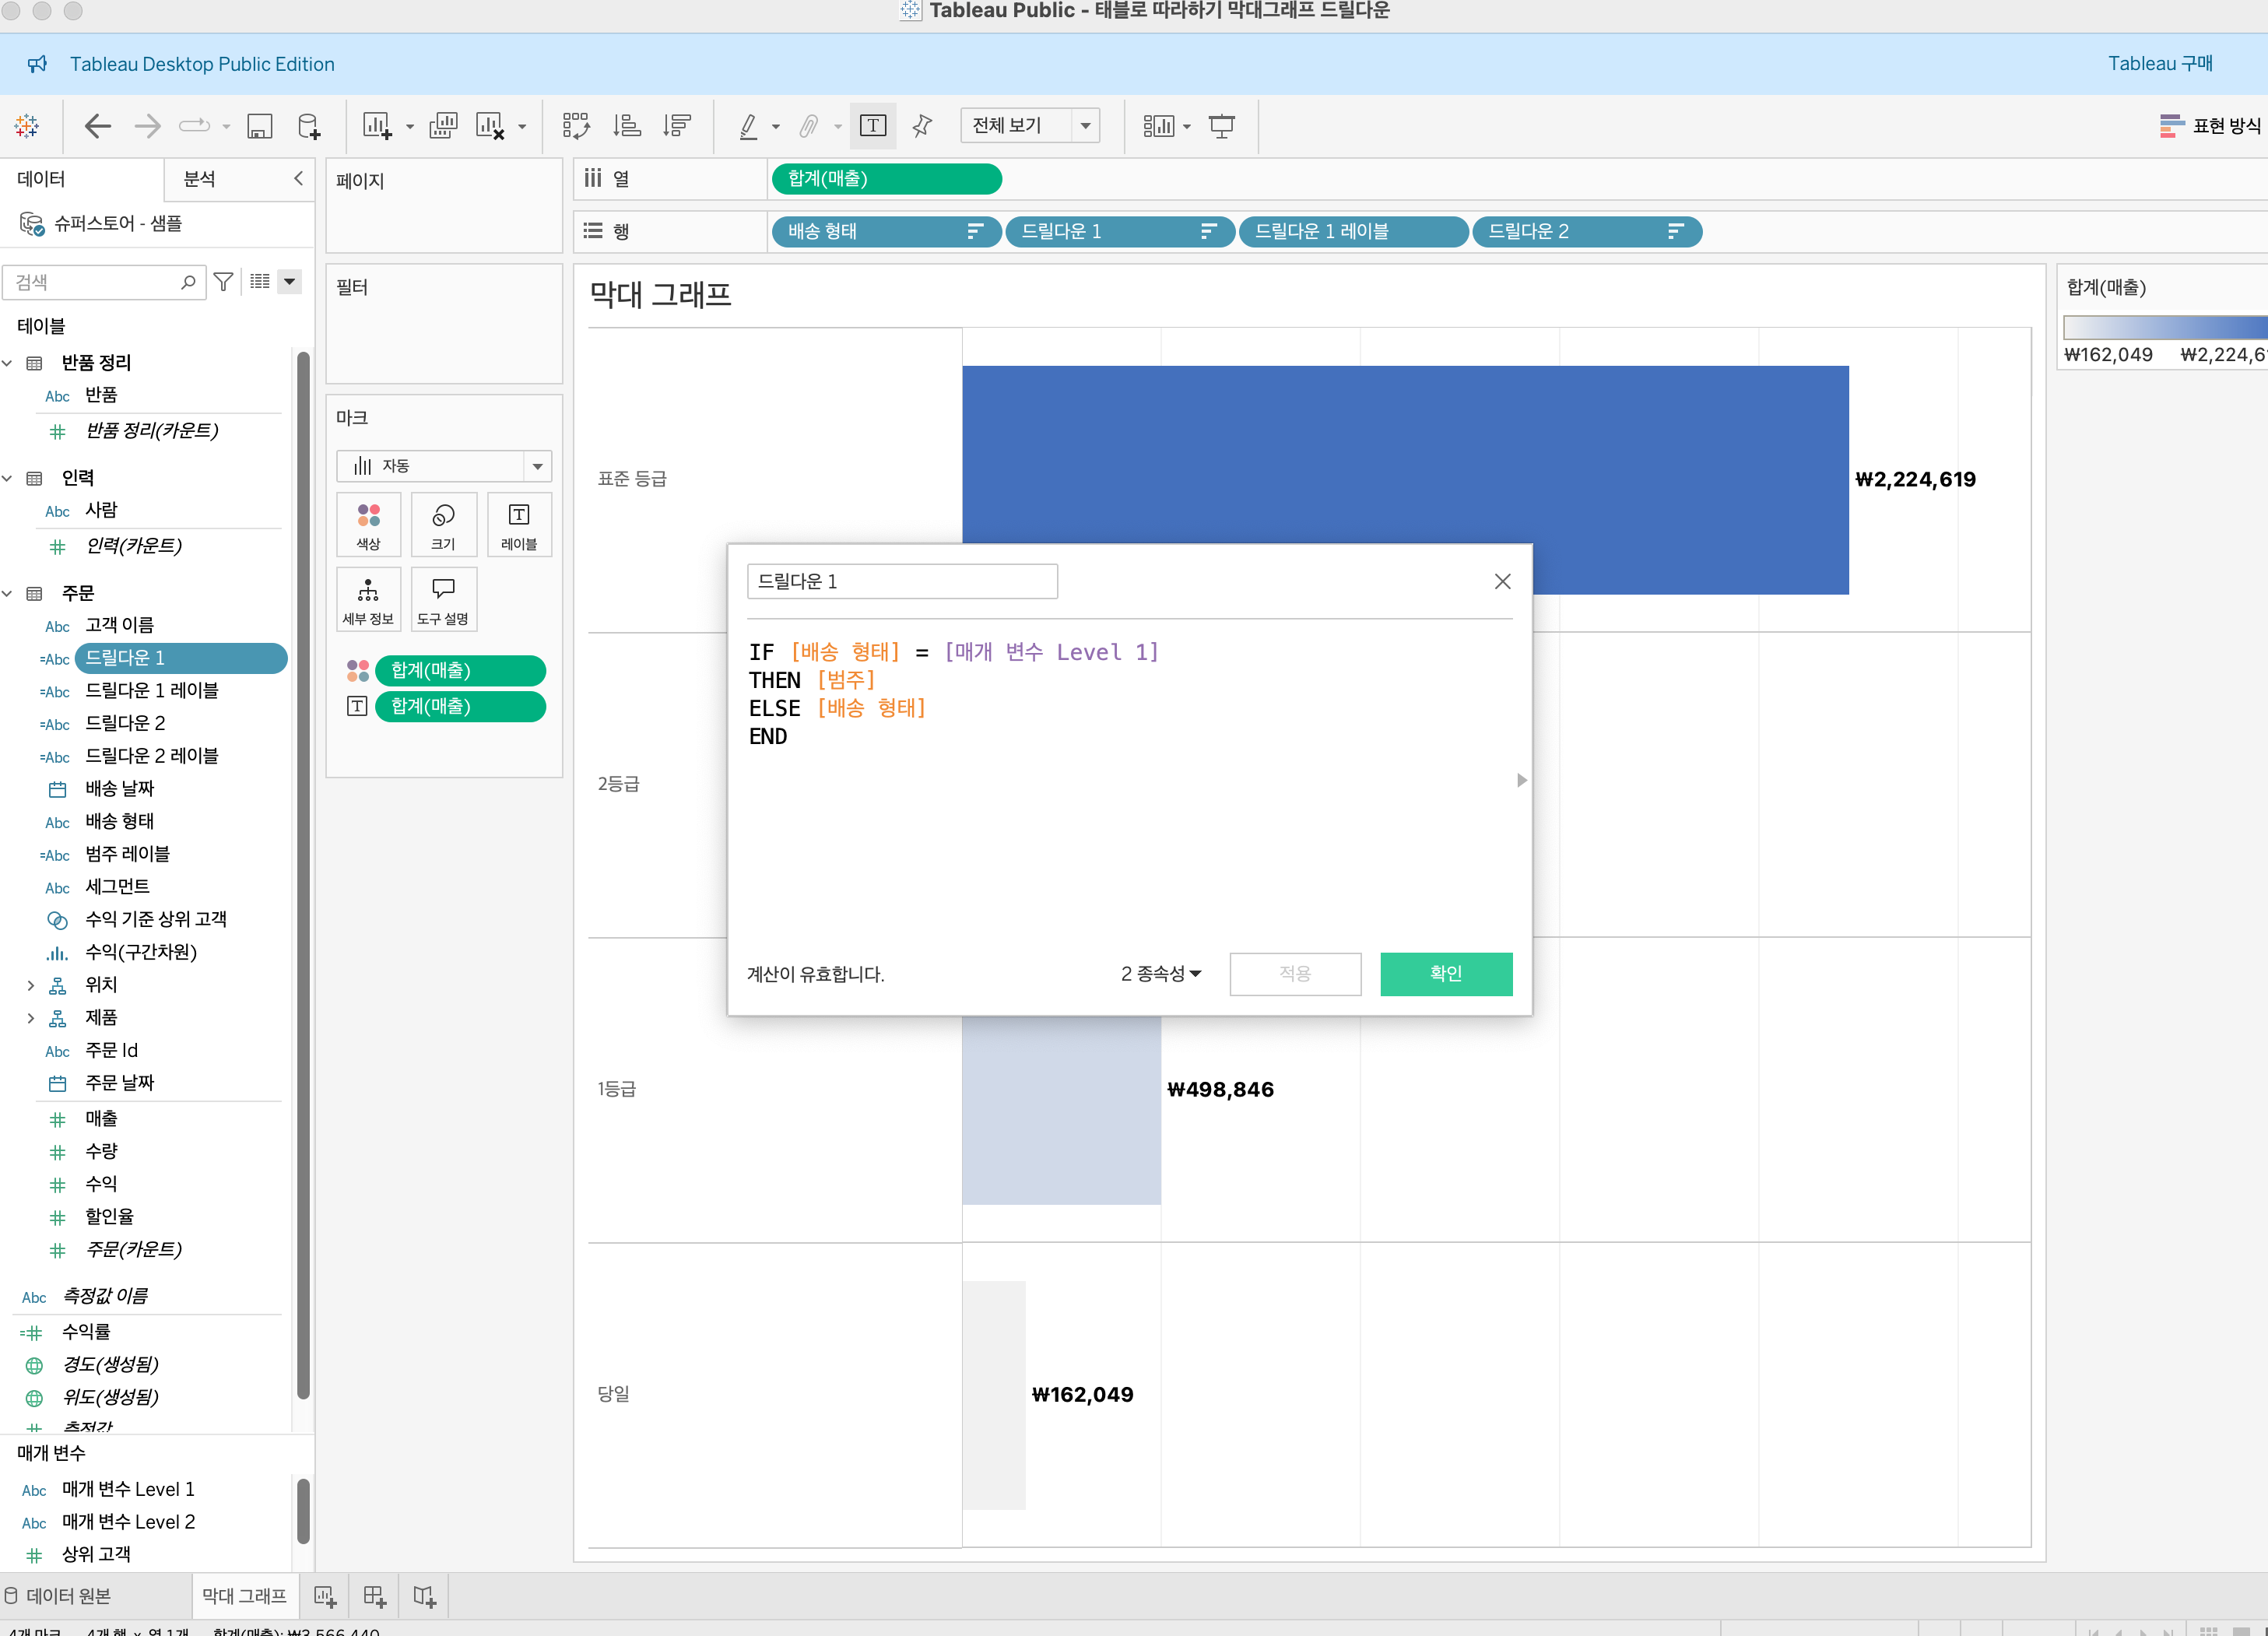 Tableau Public - 태블로 따라하기 막대그래프 드릴다운
Tableau Desktop Public Edition
Tableau 구매
전체 보기
표현 방식
데이터
분석
슈퍼스토어 - 샘플
검색
테이블
반품 정리
Abc 반품
반품 정리(카운트)
인력
Abc 사람
인력(카운트)
주문
Abc 고객 이름
=Abc 드릴다운 1
=Abc 드릴다운 1 레이블
=Abc 드릴다운 2
=Abc 드릴다운 2 레이블
배송 날짜
Abc 배송 형태
=Abc 범주 레이블
Abc 세그먼트
수익 기준 상위 고객
수익(구간차원)
위치
제품
Abc 주문 Id
주문 날짜
매출
수량
수익
할인율
주문(카운트)
Abc 측정값 이름
수익률
경도(생성됨)
위도(생성됨)
측정값
매개 변수
Abc 매개 변수 Level 1
Abc 매개 변수 Level 2
상위 고객
페이지
필터
마크
자동
색상
크기
레이블
세부 정보
도구 설명
합계(매출)
합계(매출)
열
합계(매출)
행
배송 형태
드릴다운 1
드릴다운 1 레이블
드릴다운 2
막대 그래프
표준 등급
₩2,224,619
2등급
1등급
₩498,846
당일
₩162,049
드릴다운 1
IF [배송 형태] = [매개 변수 Level 1]
THEN [범주]
ELSE [배송 형태]
END
계산이 유효합니다.
2 종속성
적용
확인
합계(매출)
₩162,049
₩2,224,6
데이터 원본
막대 그래프
4개 마크 4개 행 x 열 1개 합계(매출): ₩3,566,440